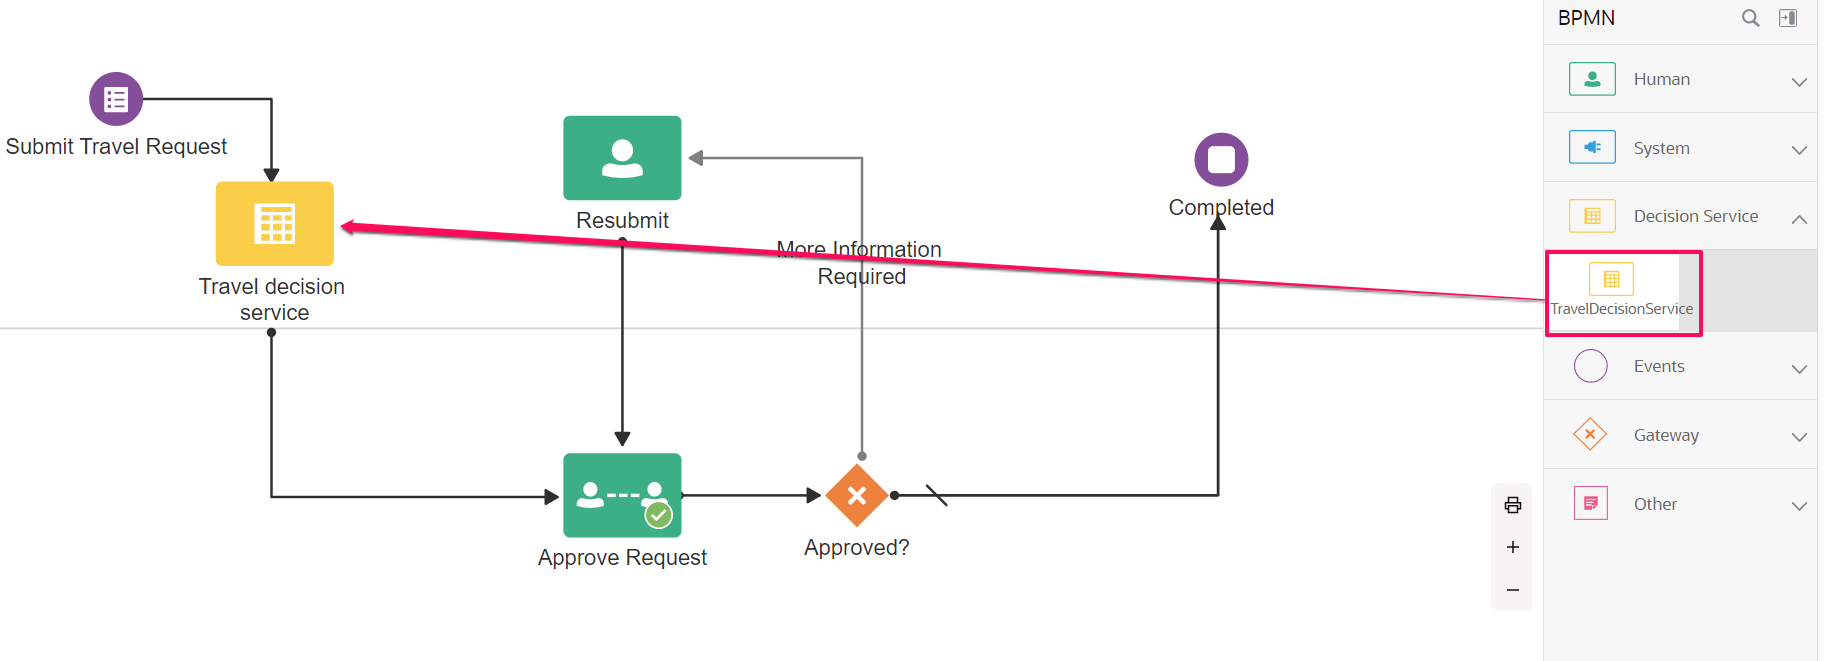 Submit Travel Request
Travel decision
service
Resubmit
More Information
Required
Completed
Approve Request
Approved?
BPMN
Human
System
Decision Service
TravelDecisionService
Events
Gateway
Other